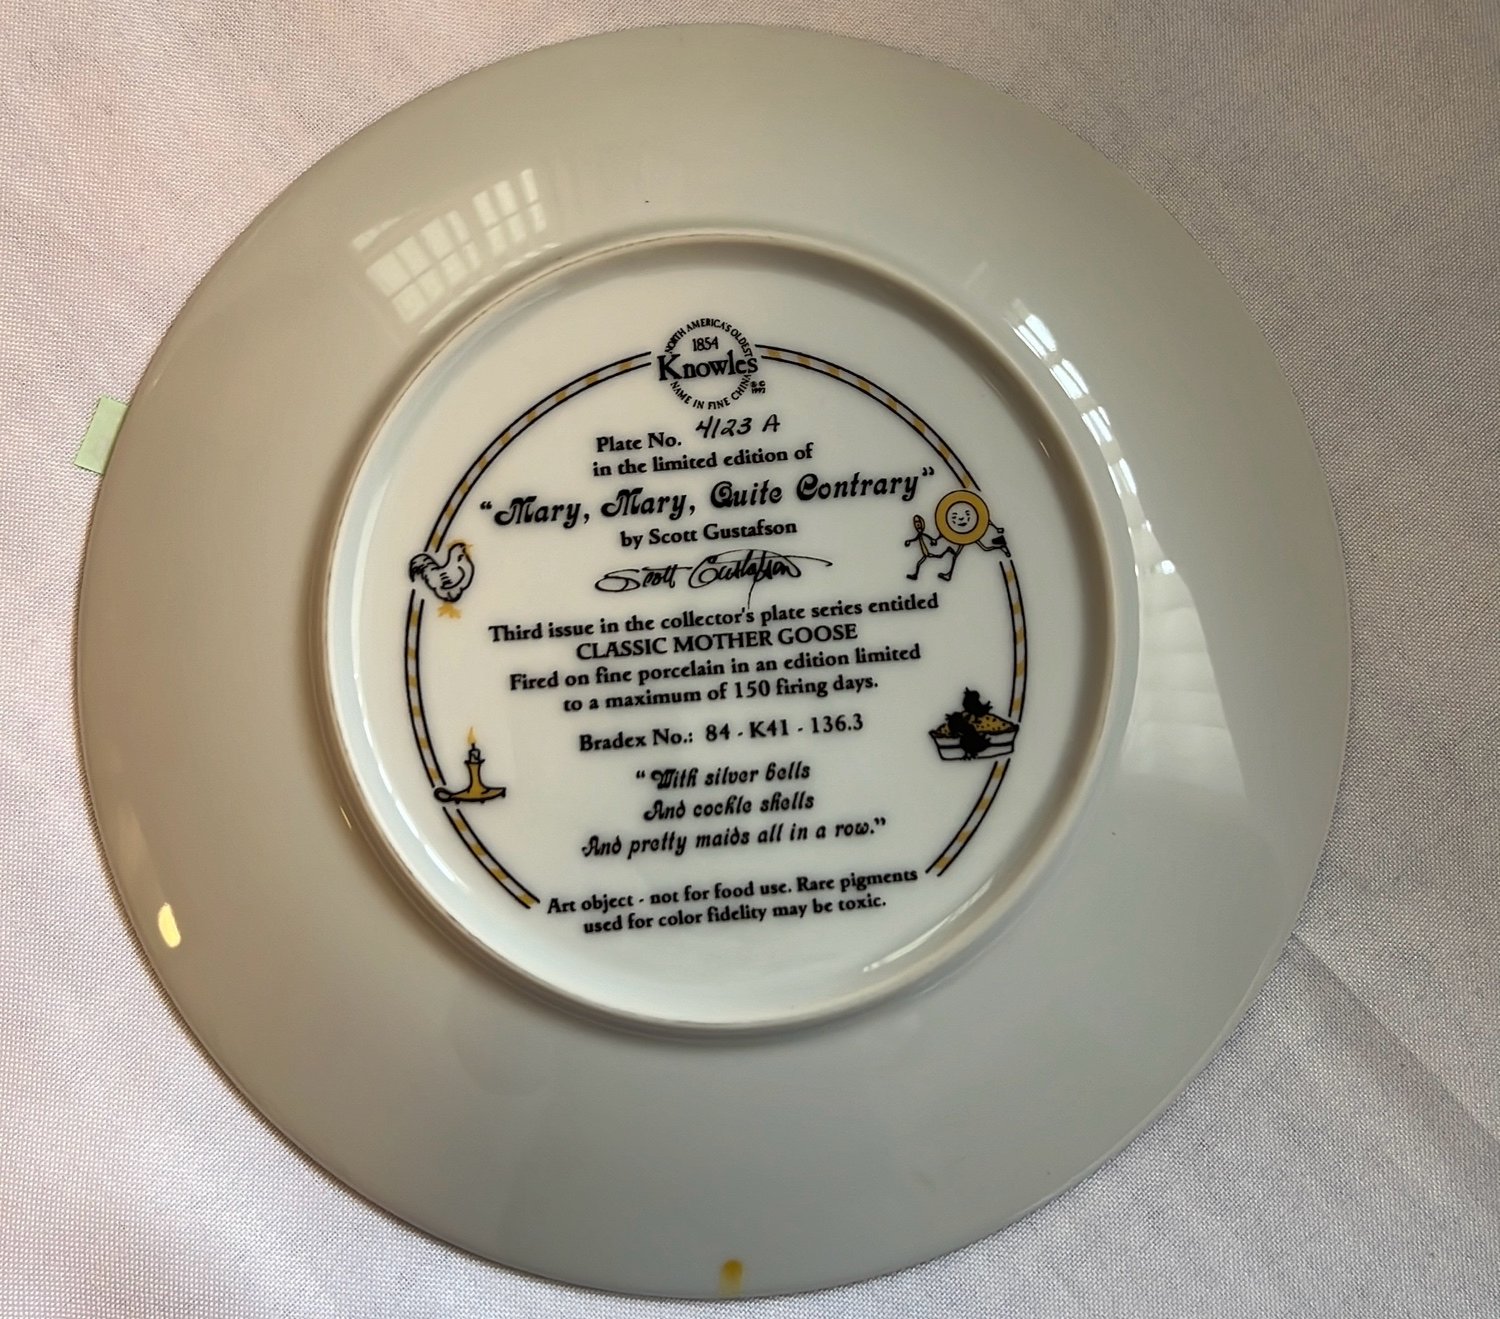 NORTH AMERICA'S OLDEST
1854
Knowles
NAME IN FINE CHINA
Plate No. 4123 A
in the limited edition of
"Mary, Mary, Quite Contrary"
by Scott Gustafson
Scott Gustafson
Third issue in the collector's plate series entitled
CLASSIC MOTHER GOOSE
Fired on fine porcelain in an edition limited
to a maximum of 150 firing days.
Bradex No.: 84 - K41 - 136.3
"With silver bells
And cockle shells
And pretty maids all in a row."
Art object - not for food use. Rare pigments
used for color fidelity may be toxic.